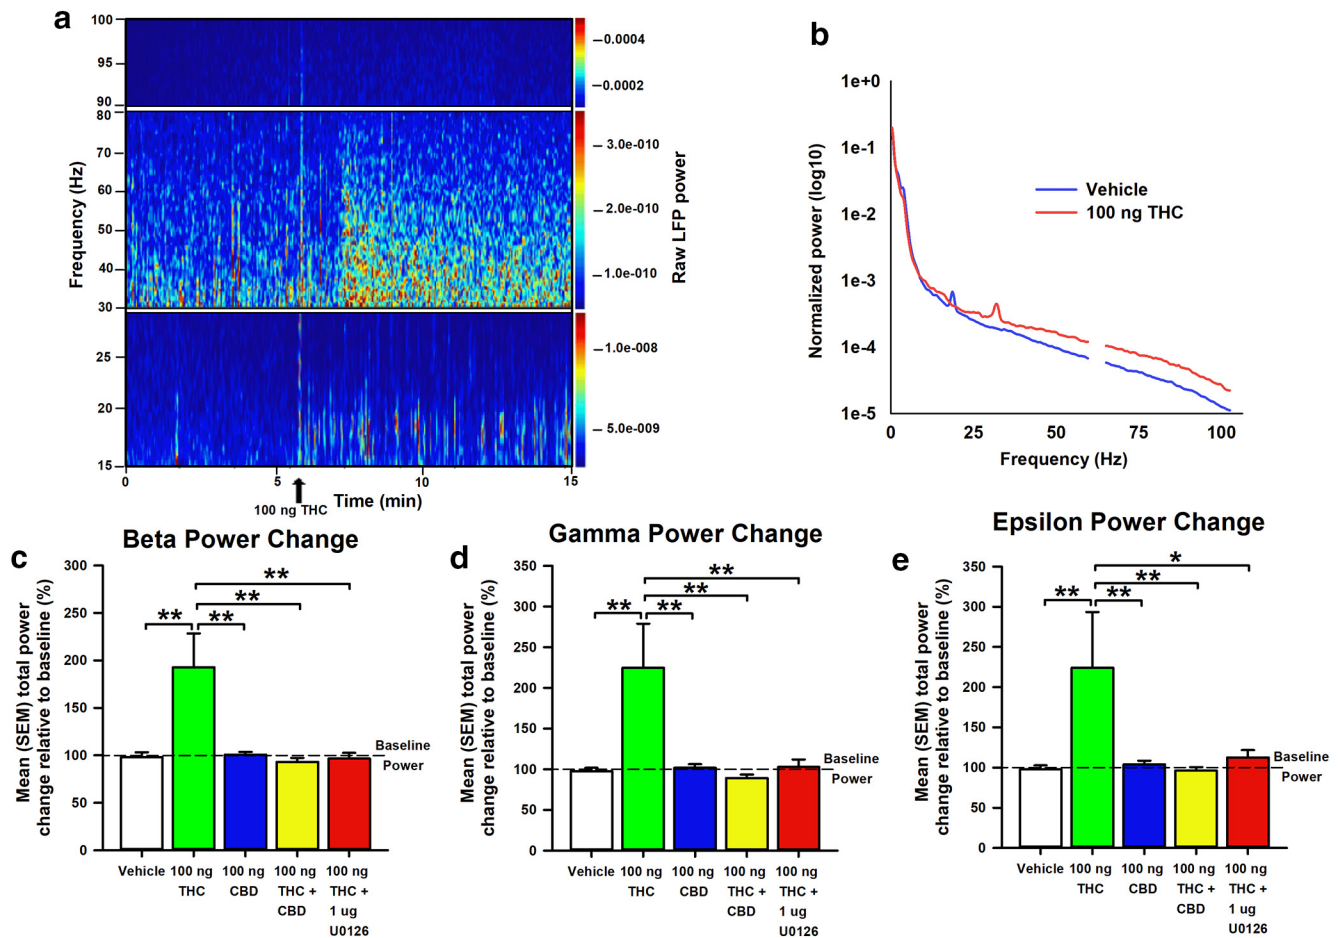 a
100
95
90
80
70
60
50
40
30
25
20
15
Frequency (Hz)
0
5
10
15
Time (min)
100 ng THC
0.0004
0.0002
3.0e-010
2.0e-010
1.0e-010
1.0e-008
5.0e-009
Raw LFP power
b
1e+0
1e-1
1e-2
1e-3
1e-4
1e-5
Normalized power (log10)
Vehicle
100 ng THC
0
25
50
75
100
Frequency (Hz)
c
Beta Power Change
Mean (SEM) total power
change relative to baseline (%)
300
250
200
150
100
50
0
**
**
**
**
Baseline
Power
Vehicle
100 ng
THC
100 ng
CBD
100 ng
THC +
CBD
100 ng
THC +
1 ug
U0126
d
Gamma Power Change
Mean (SEM) total power
change relative to baseline (%)
350
300
250
200
150
100
50
0
**
**
**
**
Baseline
Power
Vehicle
100 ng
THC
100 ng
CBD
100 ng
THC +
CBD
100 ng
THC +
1 ug
U0126
e
Epsilon Power Change
Mean (SEM) total power
change relative to baseline (%)
350
300
250
200
150
100
50
0
*
**
**
**
Baseline
Power
Vehicle
100 ng
THC
100 ng
CBD
100 ng
THC +
CBD
100 ng
THC +
1 ug
U0126